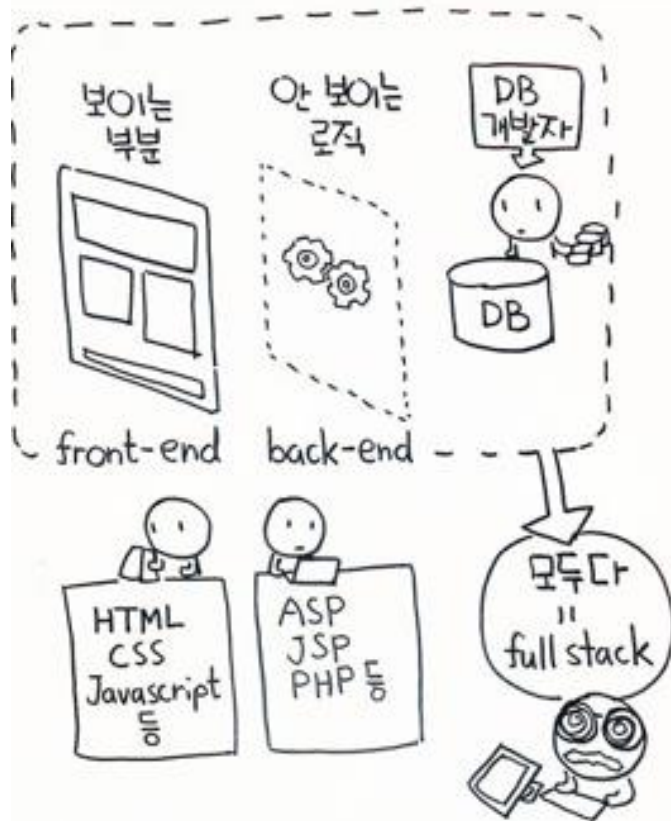 보이는
부분
안 보이는
로직
DB
개발자
DB
front-end
back-end
HTML
CSS
Javascript
등
ASP
JSP
PHP 등
모두 다
=
full stack